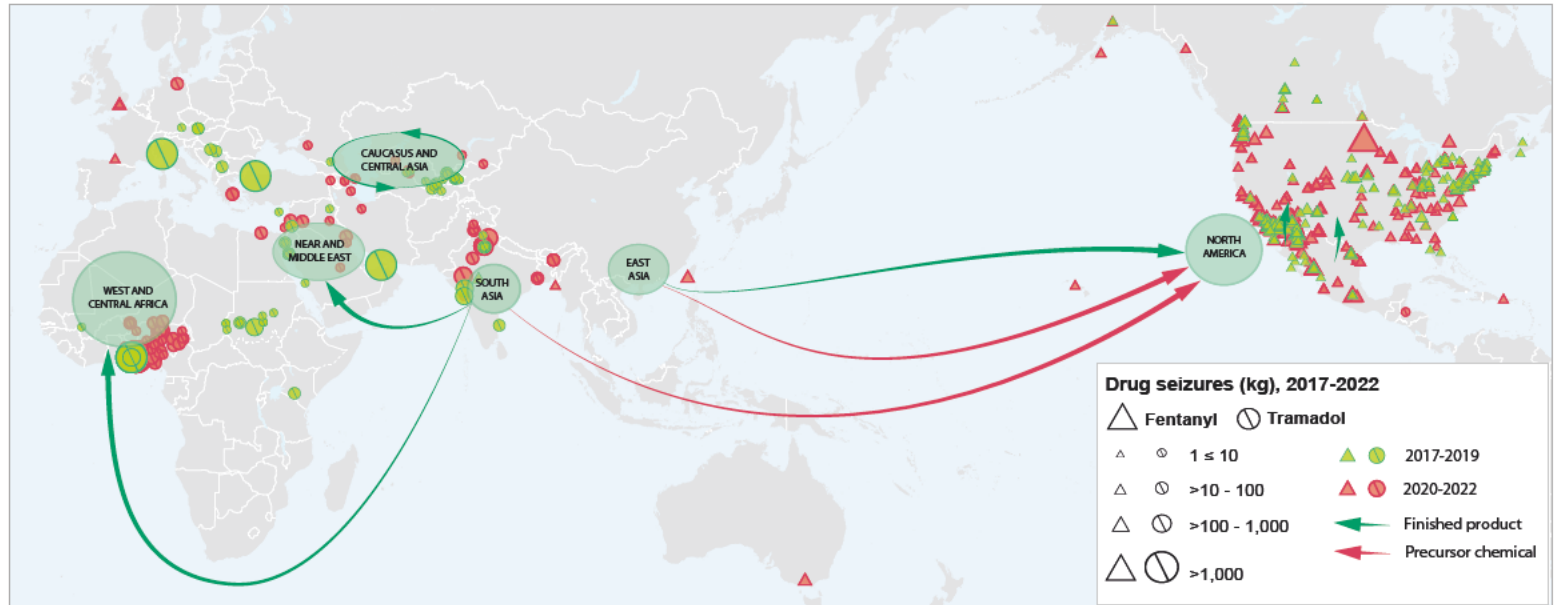 CAUCASUS AND
CENTRAL ASIA
NEAR AND
MIDDLE EAST
WEST AND
CENTRAL AFRICA
SOUTH
ASIA
EAST
ASIA
NORTH
AMERICA
Drug seizures (kg), 2017-2022
Fentanyl Tramadol
1 ≤ 10
>10 - 100
>100 - 1,000
>1,000
2017-2019
2020-2022
Finished product
Precursor chemical